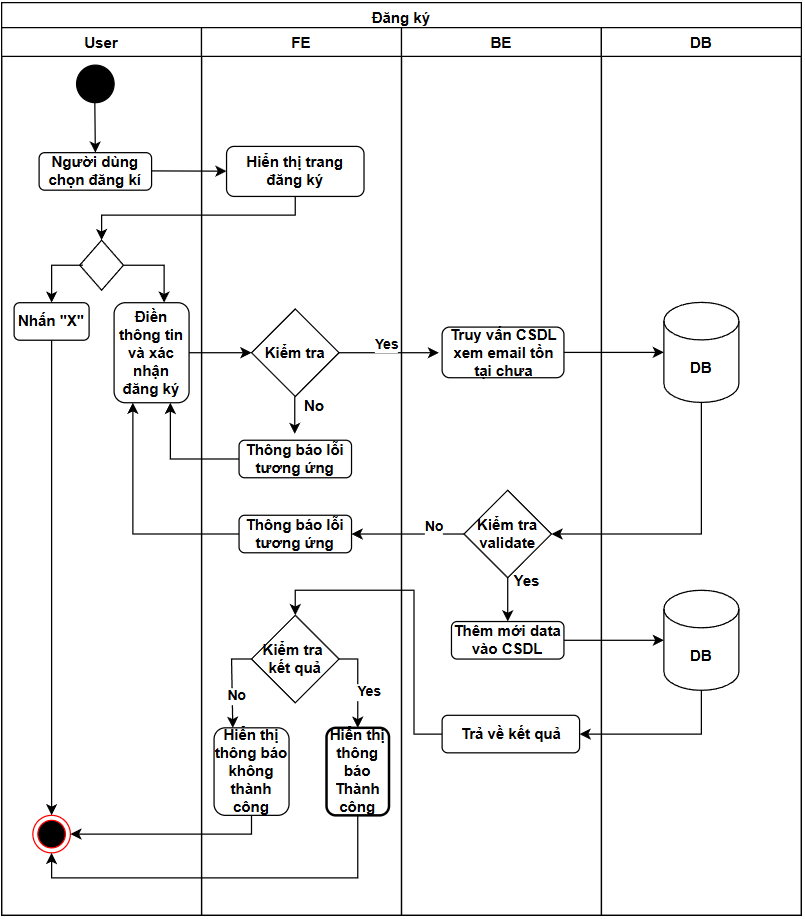 Đăng ký
User
FE
BE
DB
Người dùng
chọn đăng kí
Hiển thị trang
đăng ký
Nhấn "X"
Điền
thông tin
và xác
nhận
đăng ký
Kiểm tra
Yes
Truy vấn CSDL
xem email tồn
tại chưa
DB
No
Thông báo lỗi
tương ứng
Thông báo lỗi
tương ứng
No
Kiểm tra
validate
Yes
Thêm mới data
vào CSDL
DB
Kiểm tra
kết quả
No
Yes
Trả về kết quả
Hiển thị
thông báo
không
thành
công
Hiển thị
thông
báo
Thành
công